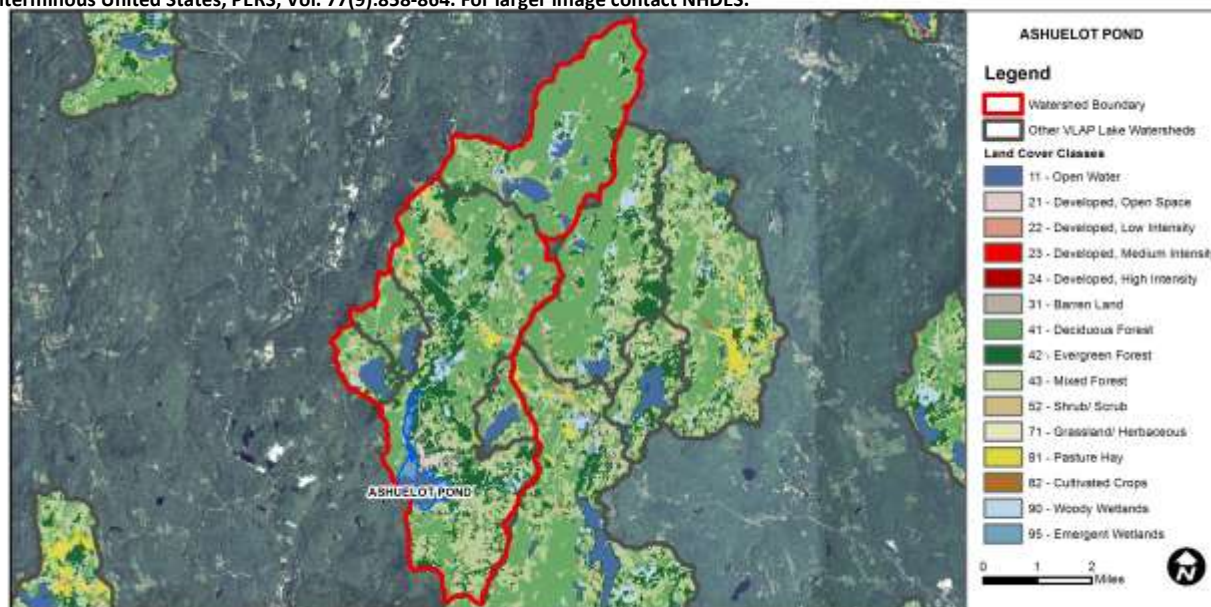 nterminous United States, PERS, Vol. 77(9):858-864. For larger image contact NHDES.
ASHUELOT POND
Legend
Watershed Boundary
Other VLAP Lake Watersheds
Land Cover Classes
11 - Open Water
21 - Developed, Open Space
22 - Developed, Low Intensity
23 - Developed, Medium Intensity
24 - Developed, High Intensity
31 - Barren Land
41 - Deciduous Forest
42 - Evergreen Forest
43 - Mixed Forest
52 - Shrub/ Scrub
71 - Grassland/ Herbaceous
81 - Pasture Hay
82 - Cultivated Crops
90 - Woody Wetlands
95 - Emergent Wetlands
0 1 2
Miles
N
ASHUELOT POND